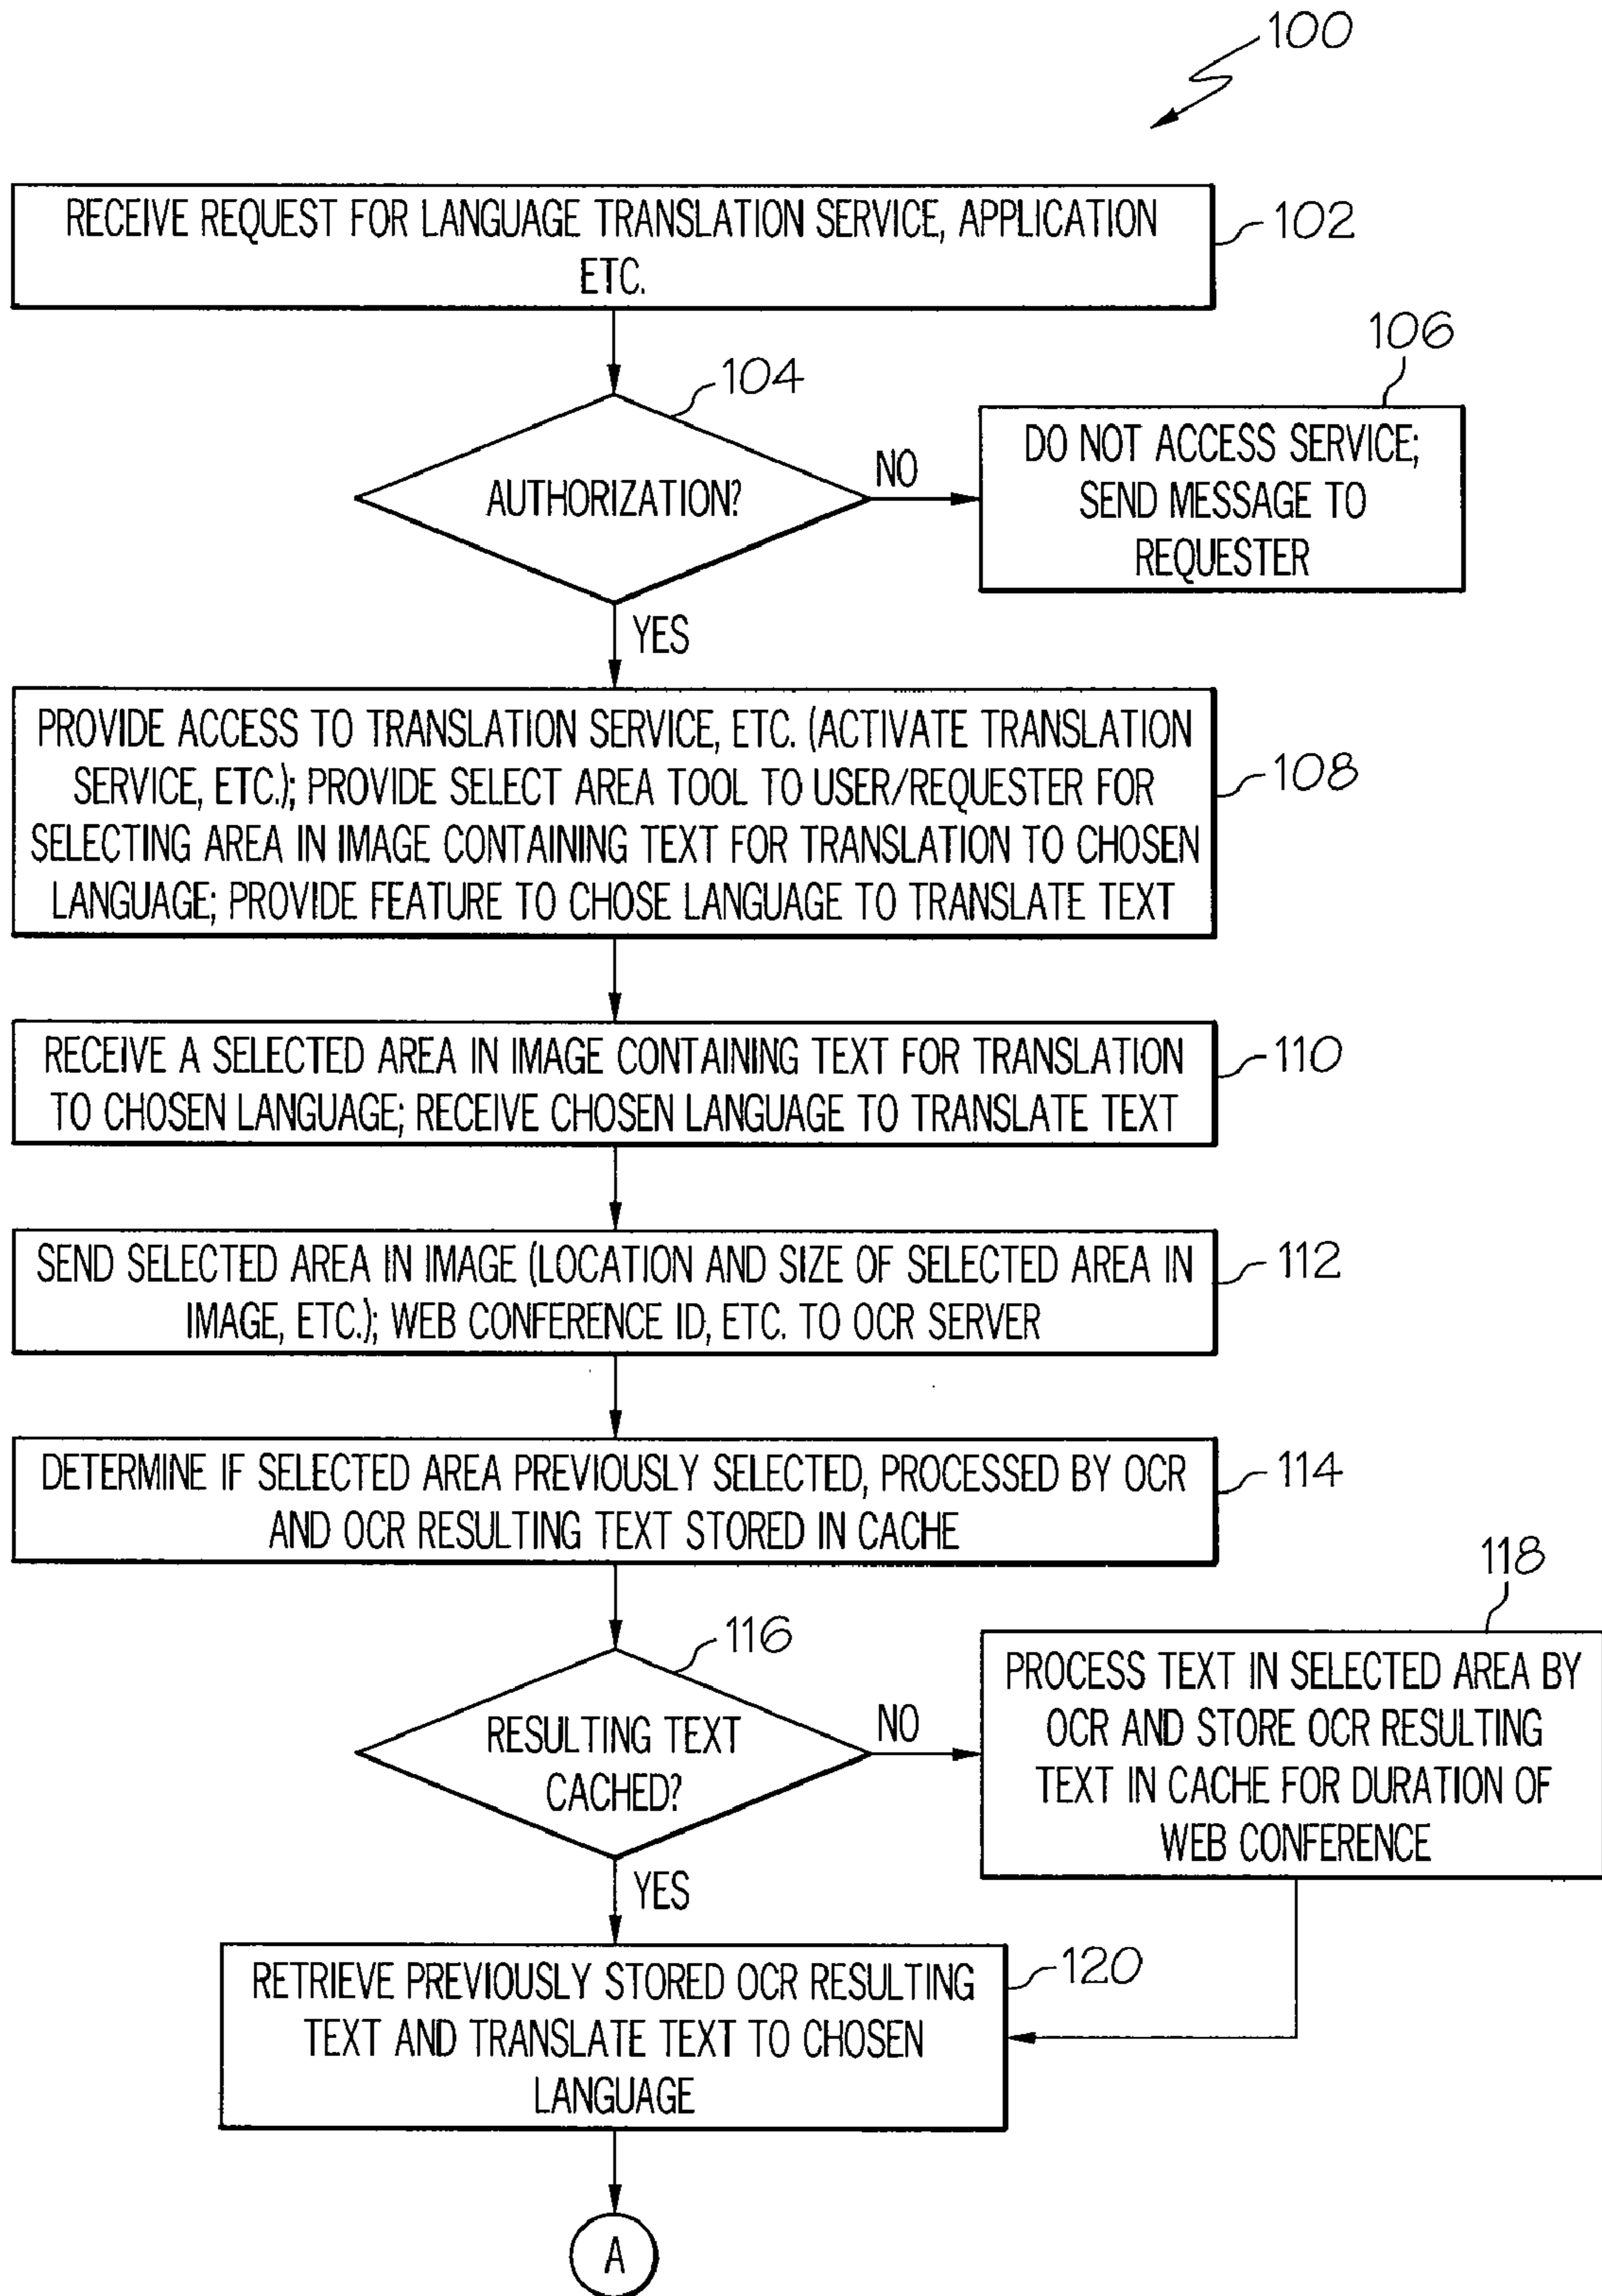 100
RECEIVE REQUEST FOR LANGUAGE TRANSLATION SERVICE, APPLICATION
ETC.
102
104
AUTHORIZATION?
NO
106
DO NOT ACCESS SERVICE;
SEND MESSAGE TO
REQUESTER
YES
PROVIDE ACCESS TO TRANSLATION SERVICE, ETC. (ACTIVATE TRANSLATION
SERVICE, ETC.); PROVIDE SELECT AREA TOOL TO USER/REQUESTER FOR
SELECTING AREA IN IMAGE CONTAINING TEXT FOR TRANSLATION TO CHOSEN
LANGUAGE; PROVIDE FEATURE TO CHOSE LANGUAGE TO TRANSLATE TEXT
108
RECEIVE A SELECTED AREA IN IMAGE CONTAINING TEXT FOR TRANSLATION
TO CHOSEN LANGUAGE; RECEIVE CHOSEN LANGUAGE TO TRANSLATE TEXT
110
SEND SELECTED AREA IN IMAGE (LOCATION AND SIZE OF SELECTED AREA IN
IMAGE, ETC.); WEB CONFERENCE ID, ETC. TO OCR SERVER
112
DETERMINE IF SELECTED AREA PREVIOUSLY SELECTED, PROCESSED BY OCR
AND OCR RESULTING TEXT STORED IN CACHE
114
116
RESULTING TEXT
CACHED?
NO
118
PROCESS TEXT IN SELECTED AREA BY
OCR AND STORE OCR RESULTING
TEXT IN CACHE FOR DURATION OF
WEB CONFERENCE
YES
RETRIEVE PREVIOUSLY STORED OCR RESULTING
TEXT AND TRANSLATE TEXT TO CHOSEN
LANGUAGE
120
A